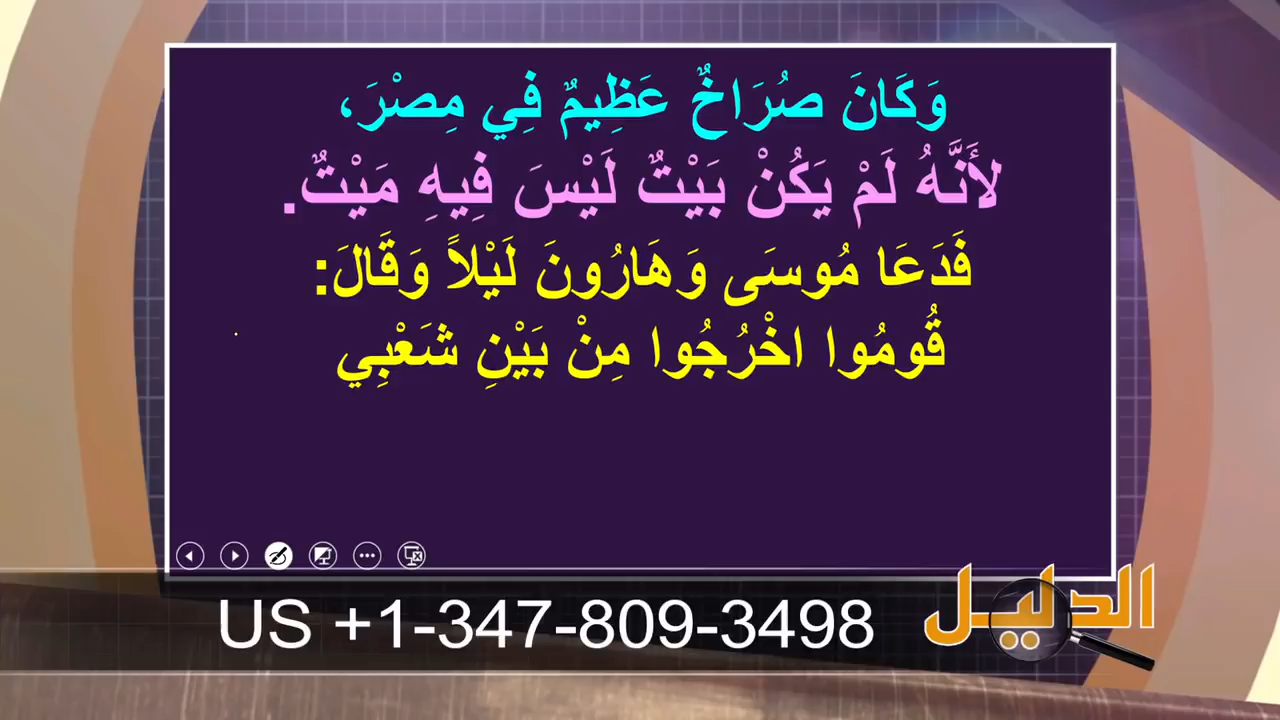 وَكَانَ صُرَاخٌ عَظِيمٌ فِي مِصْرَ،
لأَنَّهُ لَمْ يَكُنْ بَيْتٌ لَيْسَ فِيهِ مَيْتٌ.
فَدَعَا مُوسَى وَهَارُونَ لَيْلاً وَقَالَ:
قُومُوا اخْرُجُوا مِنْ بَيْنِ شَعْبِي
US +1-347-809-3498
الدليل